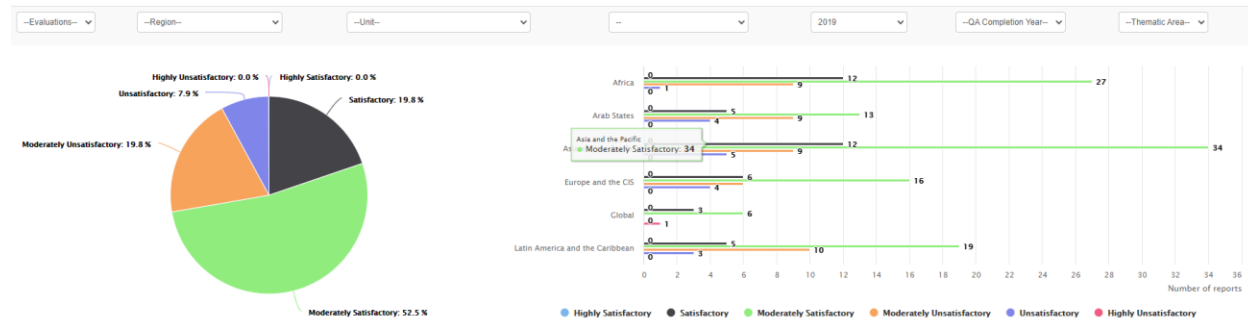 --Evaluations-- --Region-- --Unit-- -- 2019 --QA Completion Year-- --Thematic Area--
Highly Unsatisfactory: 0.0 % Highly Satisfactory: 0.0 %
Unsatisfactory: 7.9 %
Satisfactory: 19.8 %
Moderately Unsatisfactory: 19.8 %
Moderately Satisfactory: 52.5 %
0
12
Africa 27
9
1
0
0
5
Arab States 13
9
4
0
Asia and the Pacific
Moderately Satisfactory: 34
12
As 34
9
5
0
6
Europe and the CIS 16
4
0
0
3
Global 6
0
1
0
5
Latin America and the Caribbean 19
10
3
0
0 2 4 6 8 10 12 14 16 18 20 22 24 26 28 30 32 34 36
Number of reports
Highly Satisfactory Satisfactory Moderately Satisfactory Moderately Unsatisfactory Unsatisfactory Highly Unsatisfactory